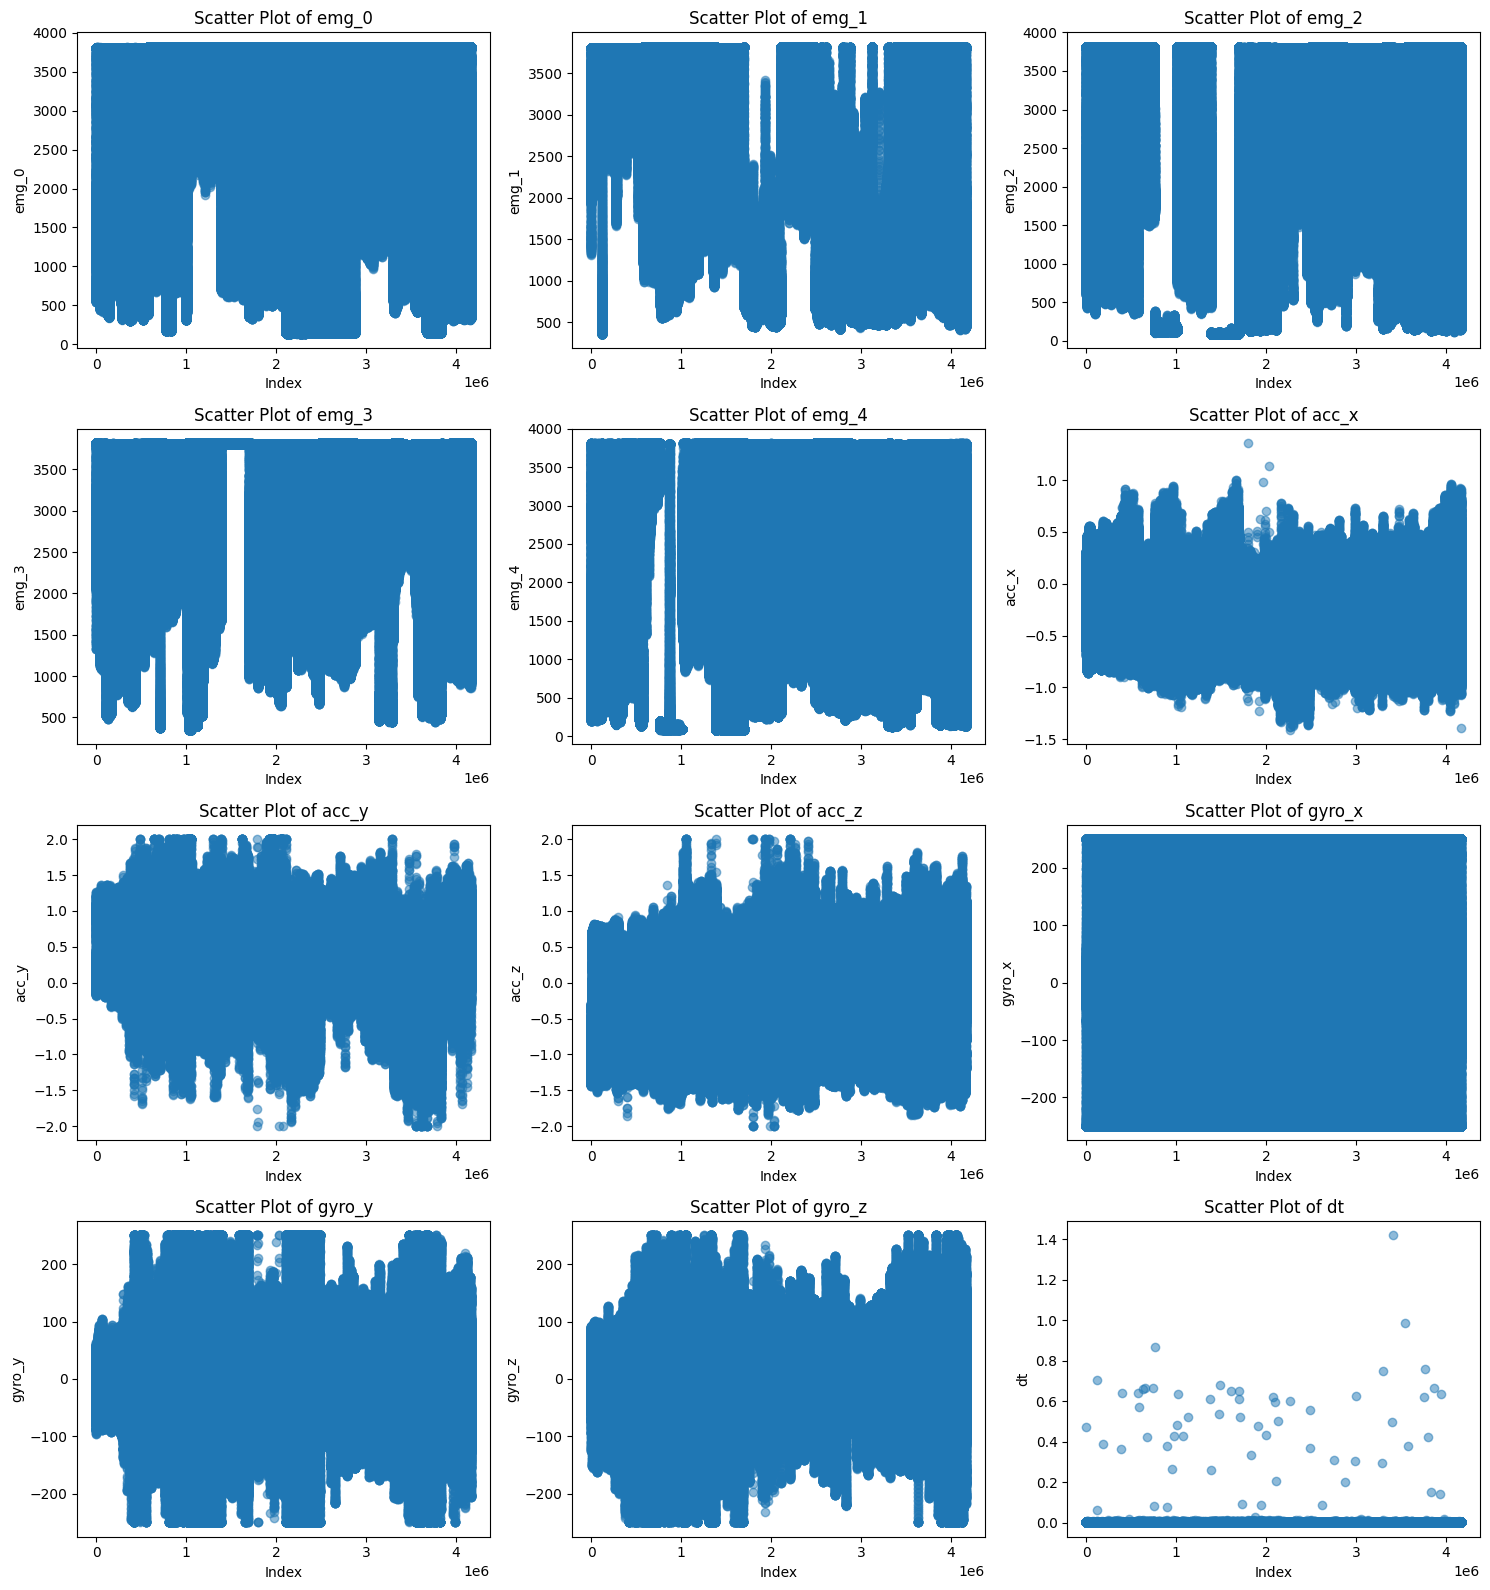 Scatter Plot of emg_0
4000
3500
3000
2500
2000
1500
1000
500
0
emg_0
0 1 2 3 4
Index
1e6
Scatter Plot of emg_1
3500
3000
2500
2000
1500
1000
500
emg_1
0 1 2 3 4
Index
1e6
Scatter Plot of emg_2
4000
3500
3000
2500
2000
1500
1000
500
0
emg_2
0 1 2 3 4
Index
1e6
Scatter Plot of emg_3
3500
3000
2500
2000
1500
1000
500
emg_3
0 1 2 3 4
Index
1e6
Scatter Plot of emg_4
4000
3500
3000
2500
2000
1500
1000
500
0
emg_4
0 1 2 3 4
Index
1e6
Scatter Plot of acc_x
1.0
0.5
0.0
−0.5
−1.0
−1.5
acc_x
0 1 2 3 4
Index
1e6
Scatter Plot of acc_y
2.0
1.5
1.0
0.5
0.0
−0.5
−1.0
−1.5
−2.0
acc_y
0 1 2 3 4
Index
1e6
Scatter Plot of acc_z
2.0
1.5
1.0
0.5
0.0
−0.5
−1.0
−1.5
−2.0
acc_z
0 1 2 3 4
Index
1e6
Scatter Plot of gyro_x
200
100
0
−100
−200
gyro_x
0 1 2 3 4
Index
1e6
Scatter Plot of gyro_y
200
100
0
−100
−200
gyro_y
0 1 2 3 4
Index
1e6
Scatter Plot of gyro_z
200
100
0
−100
−200
gyro_z
0 1 2 3 4
Index
1e6
Scatter Plot of dt
1.4
1.2
1.0
0.8
0.6
0.4
0.2
0.0
dt
0 1 2 3 4
Index
1e6